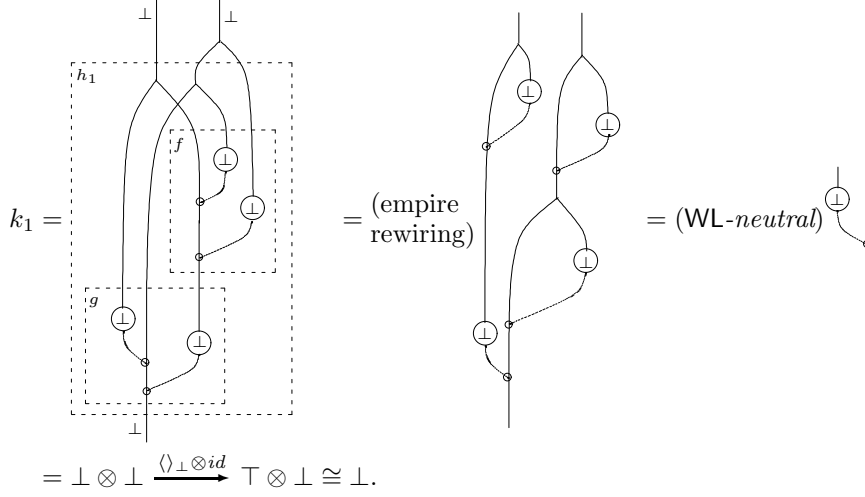 ⊥ ⊥
h₁
f
⊥
⊥
k₁ = = (empire rewiring) = (WL-neutral)
⊥
⊥
⊥
⊥
⊥
g
⊥
⊥
⊥
⊥
= ⊥ ⊗ ⊥ ⟨⟩⊥⊗id ⊤ ⊗ ⊥ ≅ ⊥.